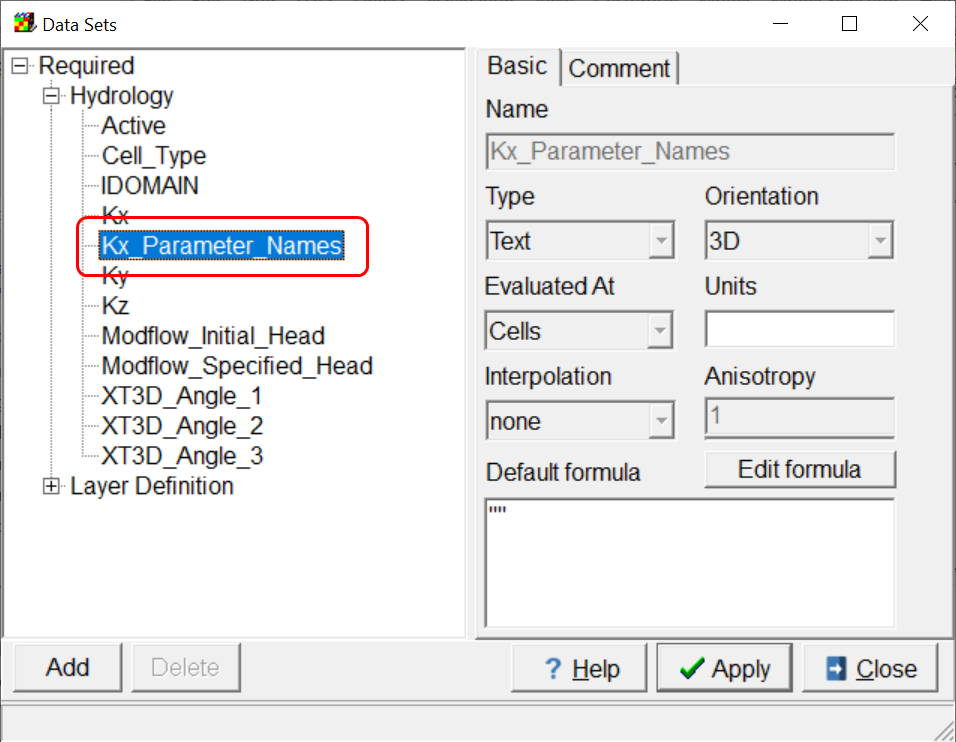 Data Sets
Required
Hydrology
Active
Cell_Type
IDOMAIN
Kx
Kx_Parameter_Names
Ky
Kz
Modflow_Initial_Head
Modflow_Specified_Head
XT3D_Angle_1
XT3D_Angle_2
XT3D_Angle_3
Layer Definition
Basic Comment
Name
Kx_Parameter_Names
Type Orientation
Text 3D
Evaluated At Units
Cells
Interpolation Anisotropy
none 1
Default formula Edit formula
""
Add Delete ? Help Apply Close